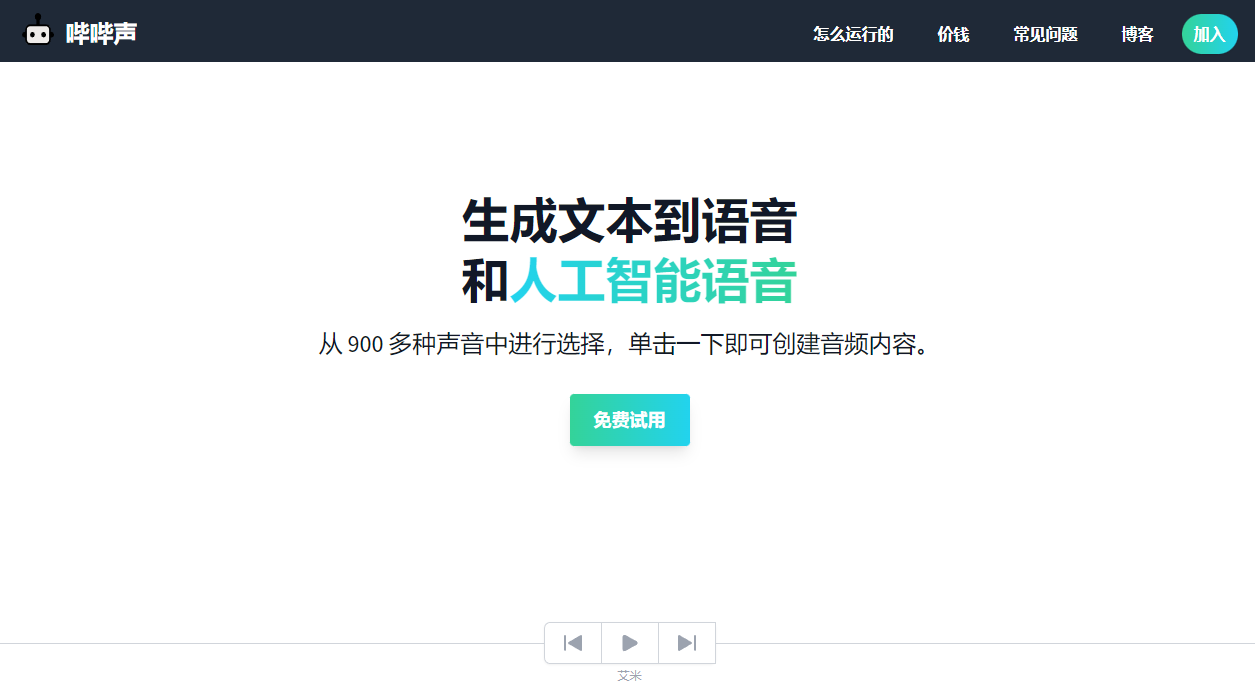 哔哔声
怎么运行的
价钱
常见问题
博客
加入
生成文本到语音
和人工智能语音
从 900 多种声音中进行选择，单击一下即可创建音频内容。
免费试用
艾米